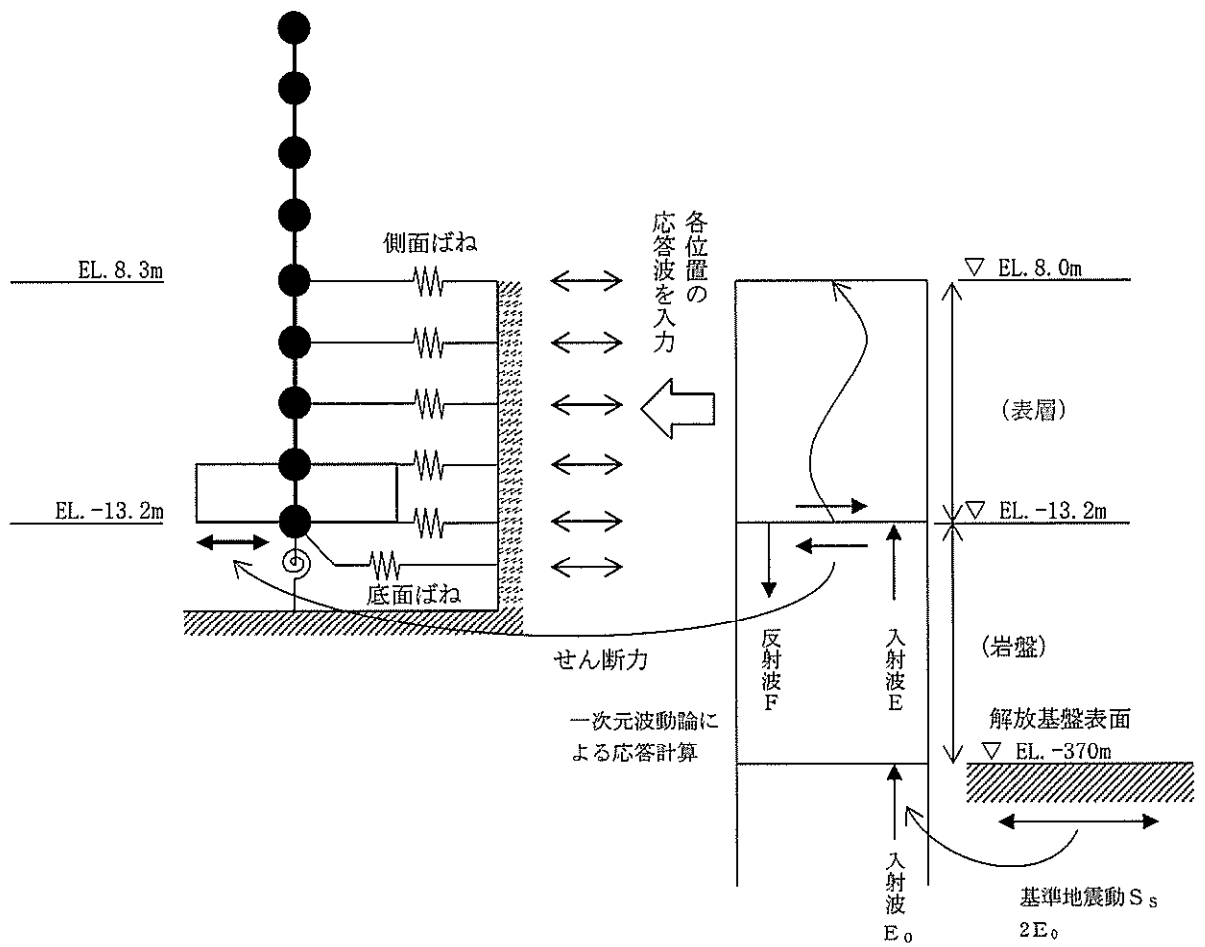 EL.8.3m
側面ばね
EL.-13.2m
底面ばね
せん断力
各位置の
応答波を入力
▽ EL.8.0m
(表層)
▽ EL.-13.2m
反射波F
入射波E
(岩盤)
一次元波動論に
よる応答計算
解放基盤表面
▽ EL.-370m
入射波E₀
基準地震動Ss
2E₀